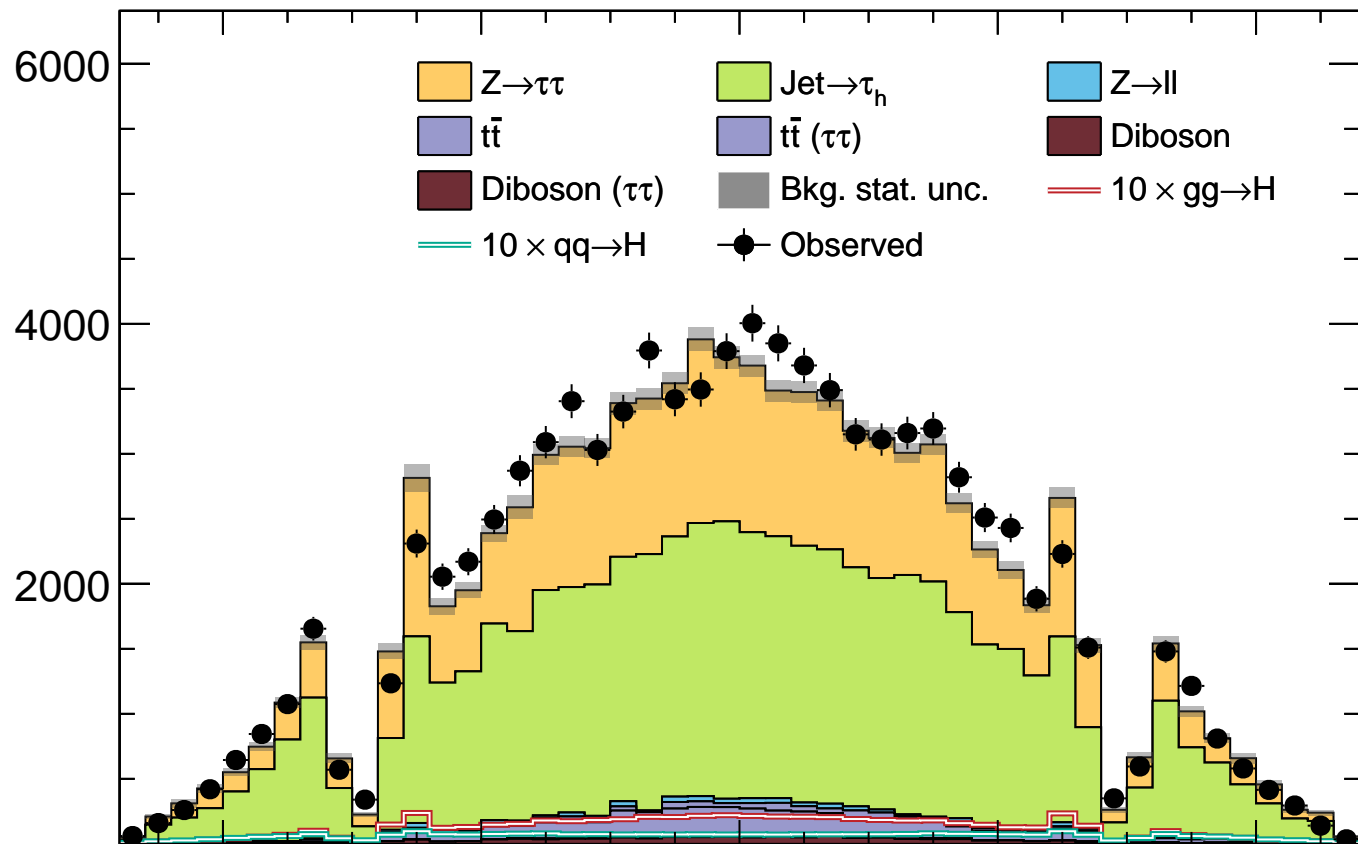 6000
Z→ττ Jet→τₕ Z→ll
tt̄ tt̄ (ττ) Diboson
Diboson (ττ) Bkg. stat. unc. 10 × gg→H
10 × qq→H Observed
4000
2000